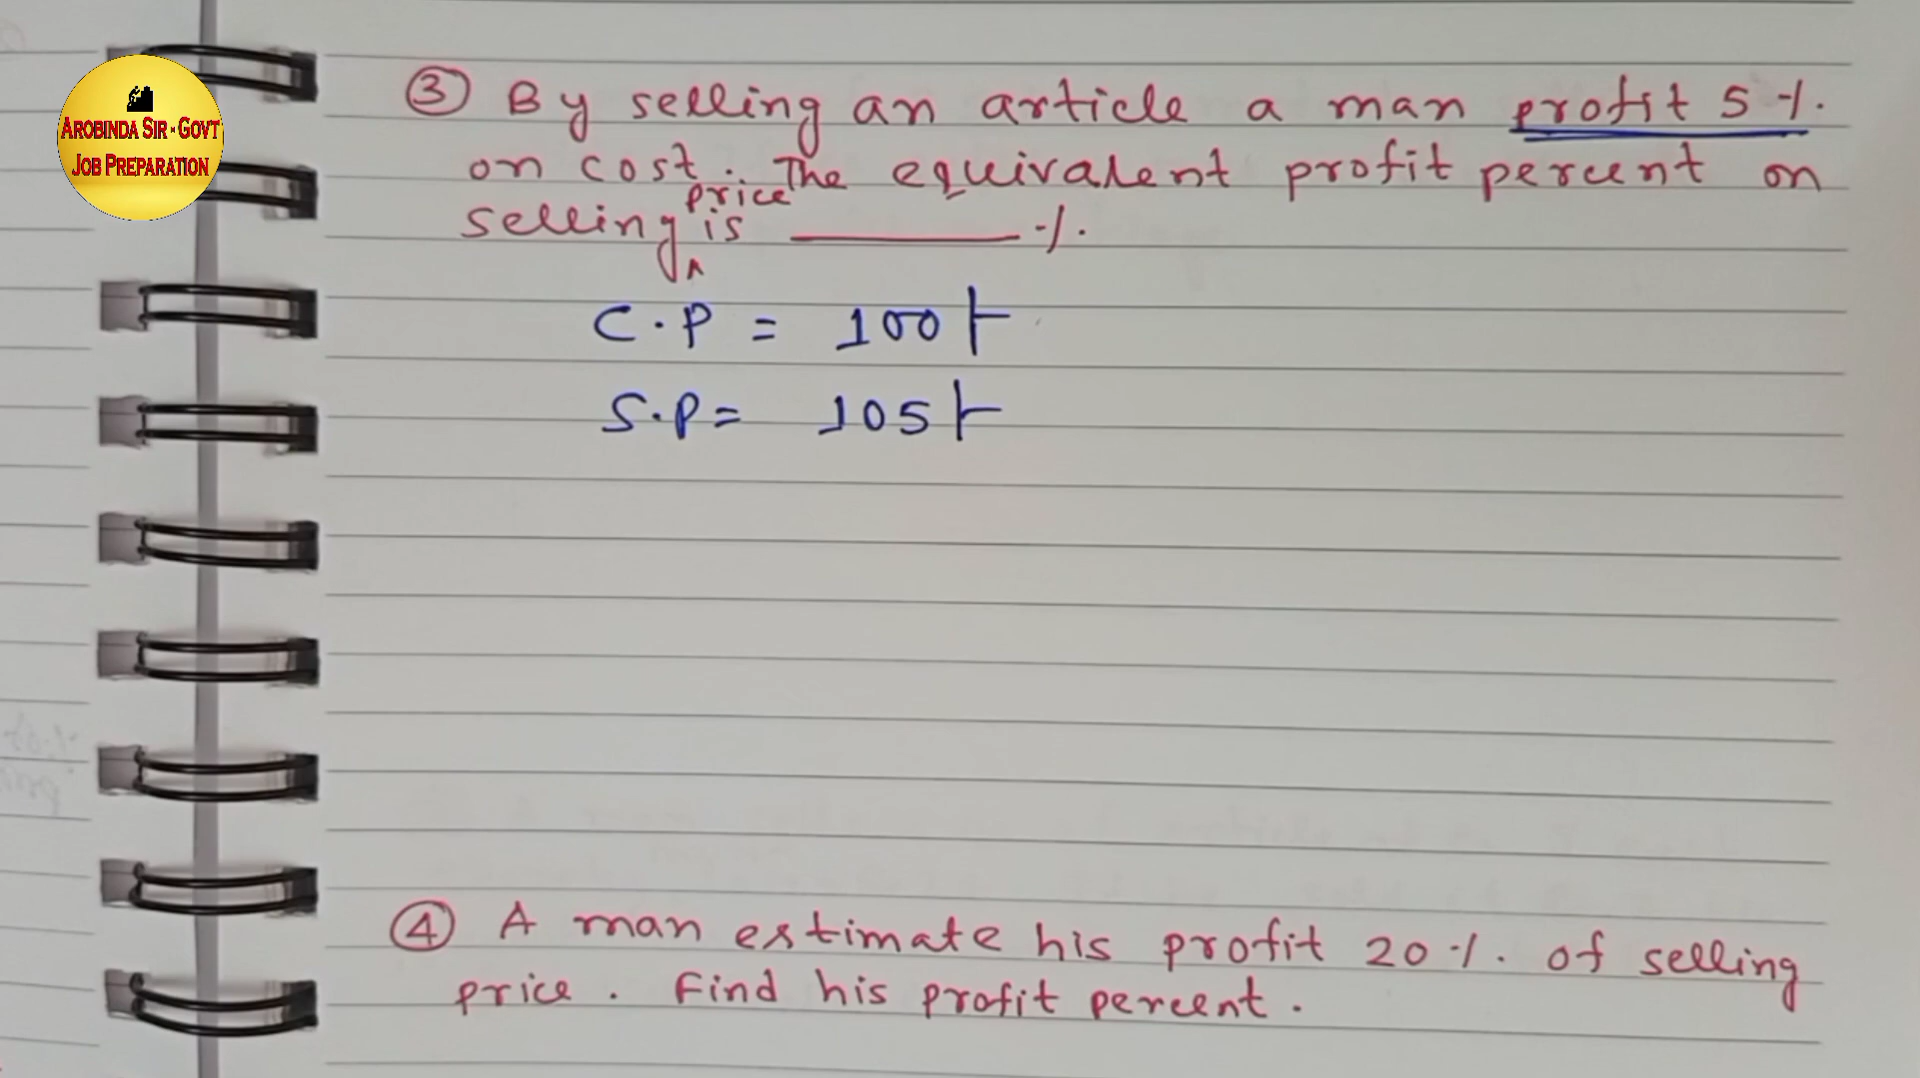 AROBINDA SIR - GOVT
JOB PREPARATION
③ By selling an article a man profit 5%.
on cost. The equivalent profit percent on
price
selling is ______ %.
C.P = 100/-
S.P = 105/-
④ A man estimate his profit 20%. of selling
price. Find his profit percent.